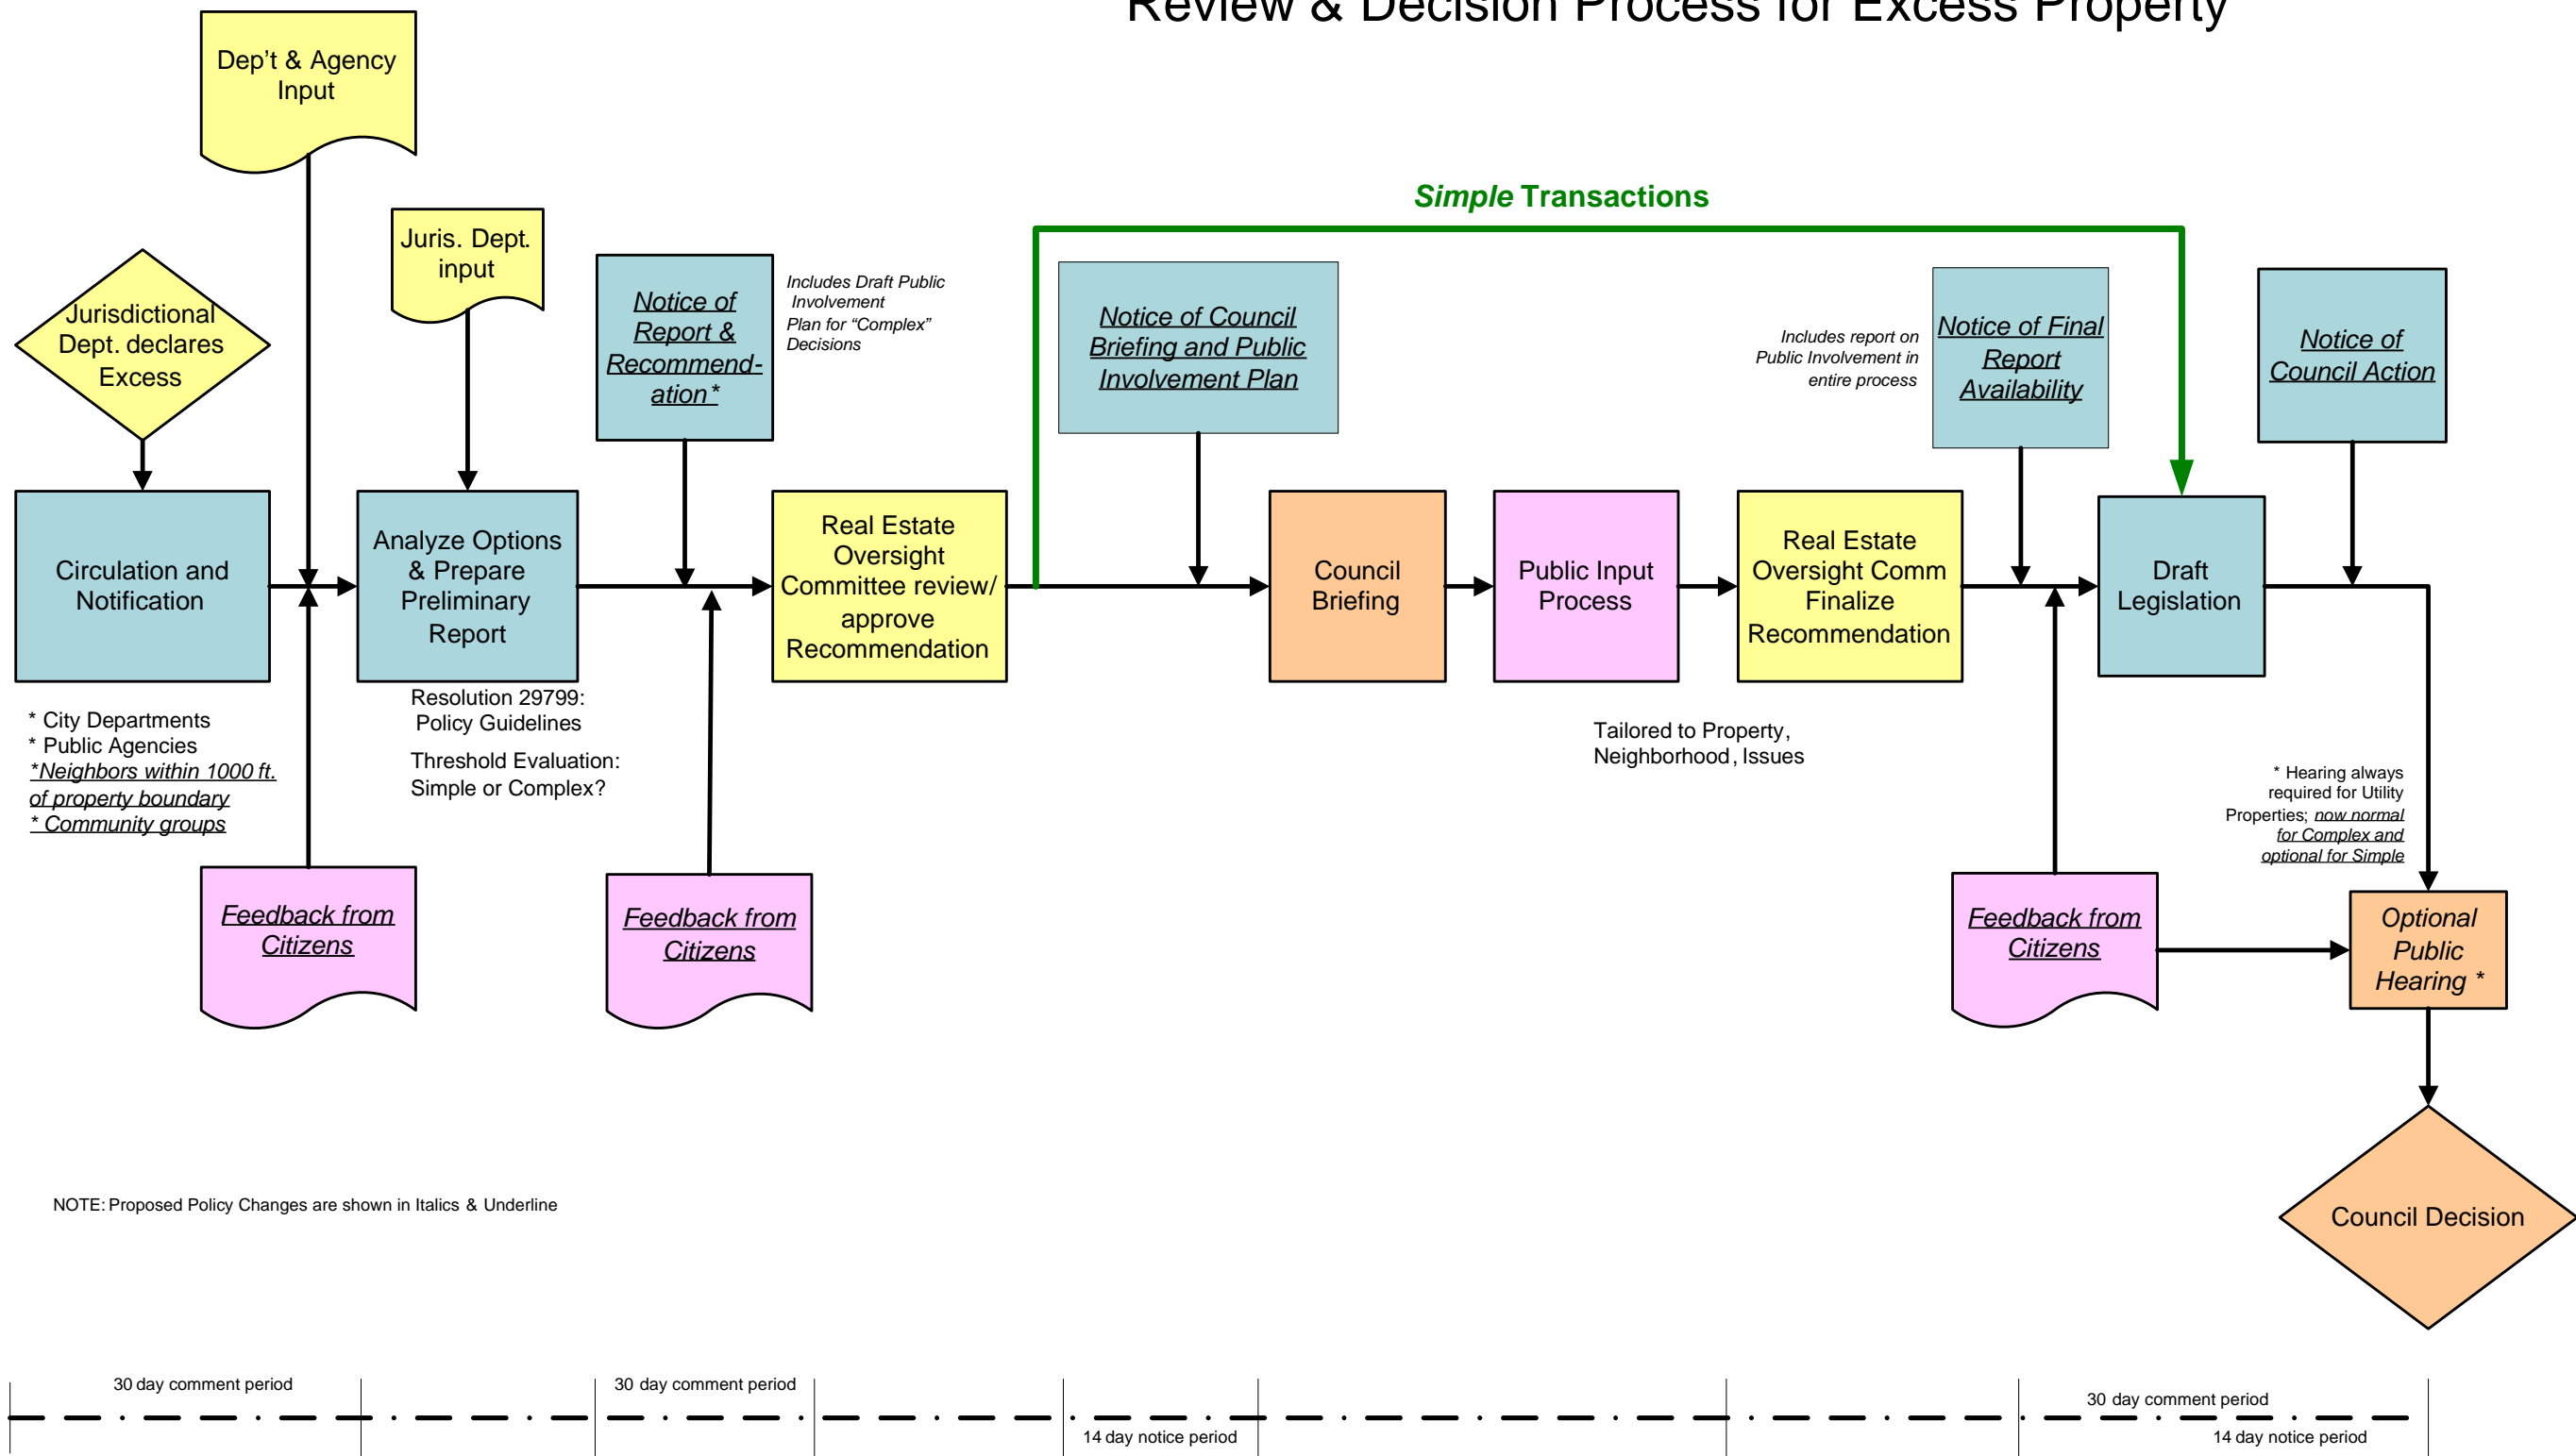 Review & Decision Process for Excess Property
Dep't & Agency
Input
Simple Transactions
Juris. Dept.
input
Jurisdictional
Dept. declares
Excess
Notice of
Report &
Recommend-
ation*
Includes Draft Public
Involvement
Plan for “Complex”
Decisions
Notice of Council
Briefing and Public
Involvement Plan
Includes report on
Public Involvement in
entire process
Notice of Final
Report
Availability
Notice of
Council Action
Circulation and
Notification
Analyze Options
& Prepare
Preliminary
Report
Real Estate
Oversight
Committee review/
approve
Recommendation
Council
Briefing
Public Input
Process
Real Estate
Oversight Comm
Finalize
Recommendation
Draft
Legislation
* City Departments
* Public Agencies
*Neighbors within 1000 ft.
of property boundary
* Community groups
Resolution 29799:
Policy Guidelines
Threshold Evaluation:
Simple or Complex?
Tailored to Property,
Neighborhood, Issues
* Hearing always
required for Utility
Properties; now normal
for Complex and
optional for Simple
Feedback from
Citizens
Feedback from
Citizens
Feedback from
Citizens
Optional
Public
Hearing *
Council Decision
NOTE: Proposed Policy Changes are shown in Italics & Underline
30 day comment period
30 day comment period
14 day notice period
30 day comment period
14 day notice period